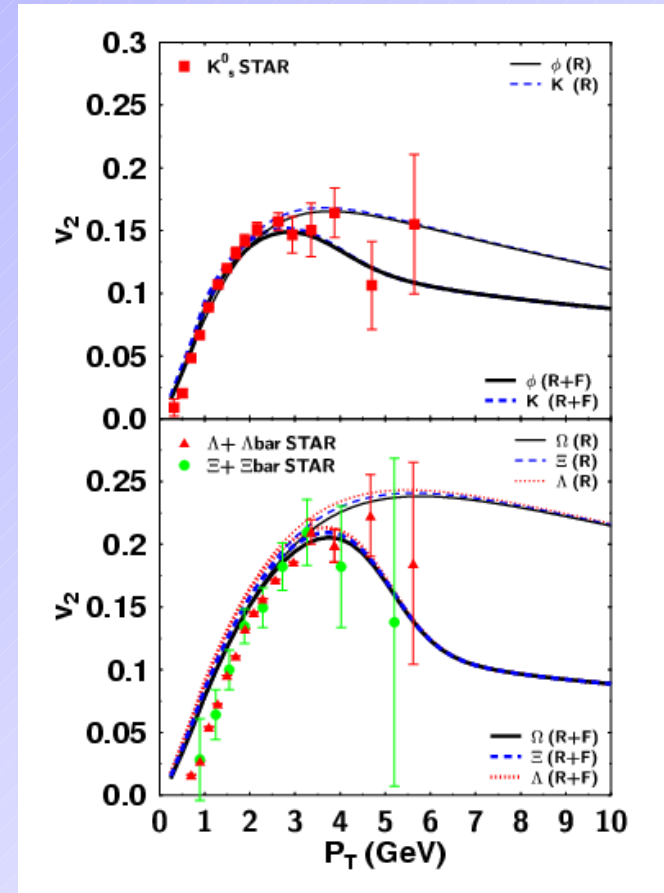 0.3
K⁰ₛ STAR
ϕ (R)
K (R)
0.25
0.2
0.15
v₂
0.1
0.05
ϕ (R+F)
K (R+F)
0.0
Λ+ Λbar STAR
Ξ+ Ξbar STAR
Ω (R)
Ξ (R)
Λ (R)
0.25
0.2
0.15
v₂
0.1
0.05
Ω (R+F)
Ξ (R+F)
Λ (R+F)
0.0
0 1 2 3 4 5 6 7 8 9 10
P_T (GeV)